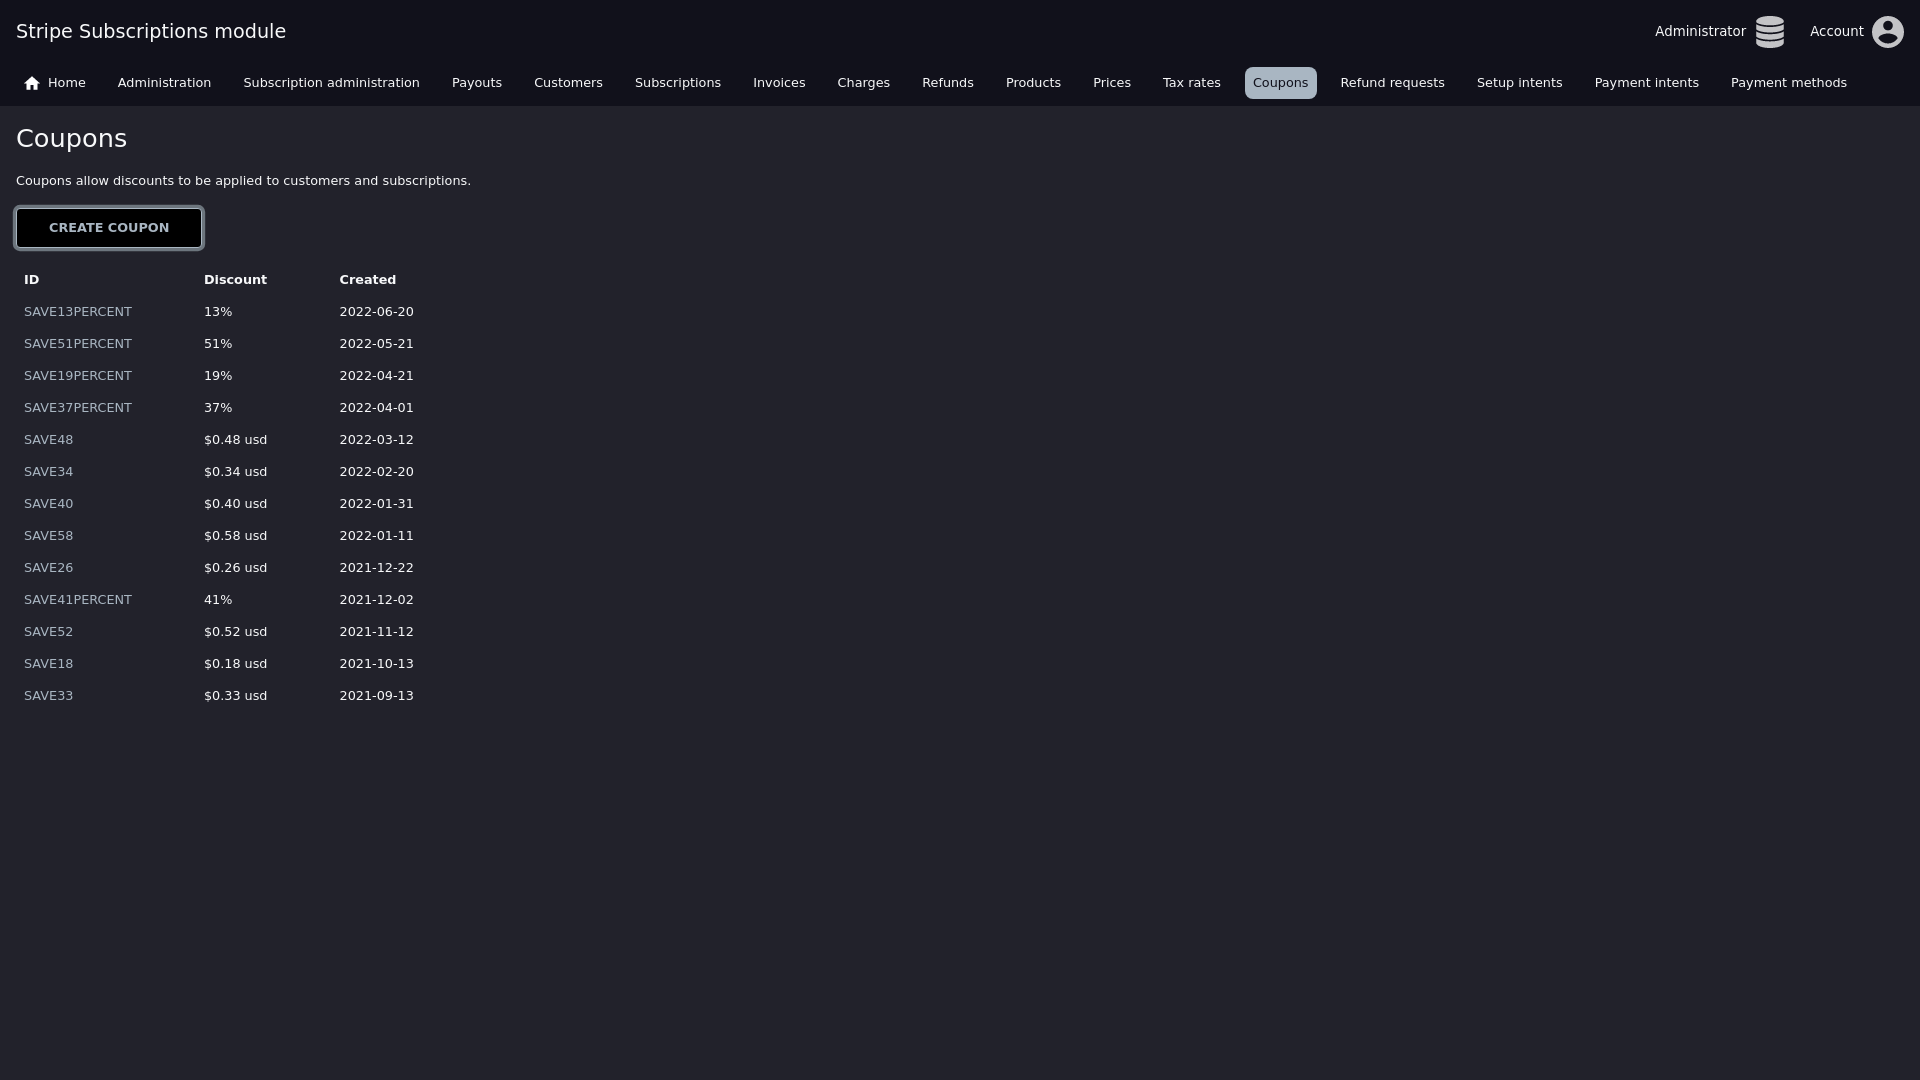 Stripe Subscriptions module
Administrator Account
Home Administration Subscription administration Payouts Customers Subscriptions Invoices Charges Refunds Products Prices Tax rates Coupons Refund requests Setup intents Payment intents Payment methods
Coupons
Coupons allow discounts to be applied to customers and subscriptions.
CREATE COUPON
ID Discount Created
SAVE13PERCENT 13% 2022-06-20
SAVE51PERCENT 51% 2022-05-21
SAVE19PERCENT 19% 2022-04-21
SAVE37PERCENT 37% 2022-04-01
SAVE48 $0.48 usd 2022-03-12
SAVE34 $0.34 usd 2022-02-20
SAVE40 $0.40 usd 2022-01-31
SAVE58 $0.58 usd 2022-01-11
SAVE26 $0.26 usd 2021-12-22
SAVE41PERCENT 41% 2021-12-02
SAVE52 $0.52 usd 2021-11-12
SAVE18 $0.18 usd 2021-10-13
SAVE33 $0.33 usd 2021-09-13